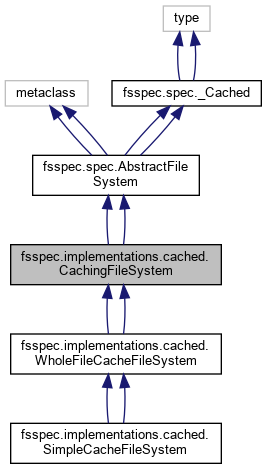 type
metaclass
fsspec.spec._Cached
fsspec.spec.AbstractFile
System
fsspec.implementations.cached.
CachingFileSystem
fsspec.implementations.cached.
WholeFileCacheFileSystem
fsspec.implementations.cached.
SimpleCacheFileSystem